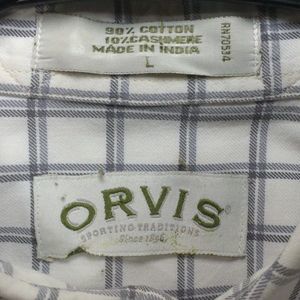 90% COTTON
10% CASHMERE
MADE IN INDIA
L
RN70534
ORVIS®
SPORTING TRADITIONS
Since 1856